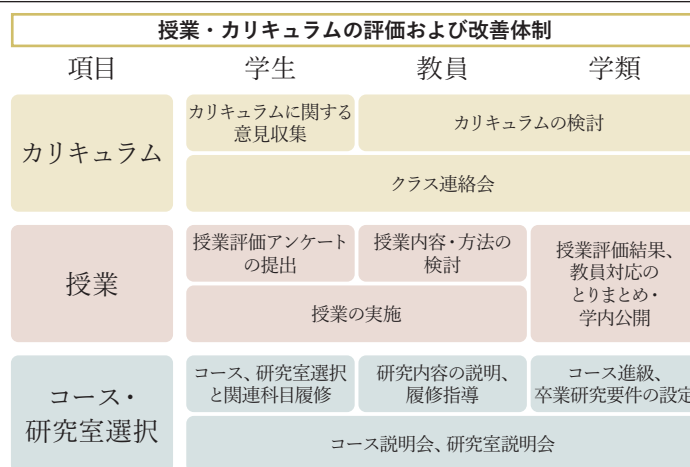 授業・カリキュラムの評価および改善体制
項目 学生 教員 学類
カリキュラム
カリキュラムに関する
意見収集
カリキュラムの検討
クラス連絡会
授業
授業評価アンケート
の提出
授業内容・方法の
検討
授業の実施
授業評価結果、
教員対応の
とりまとめ・
学内公開
コース・
研究室選択
コース、研究室選択
と関連科目履修
研究内容の説明、
履修指導
コース進級、
卒業研究要件の設定
コース説明会、研究室説明会